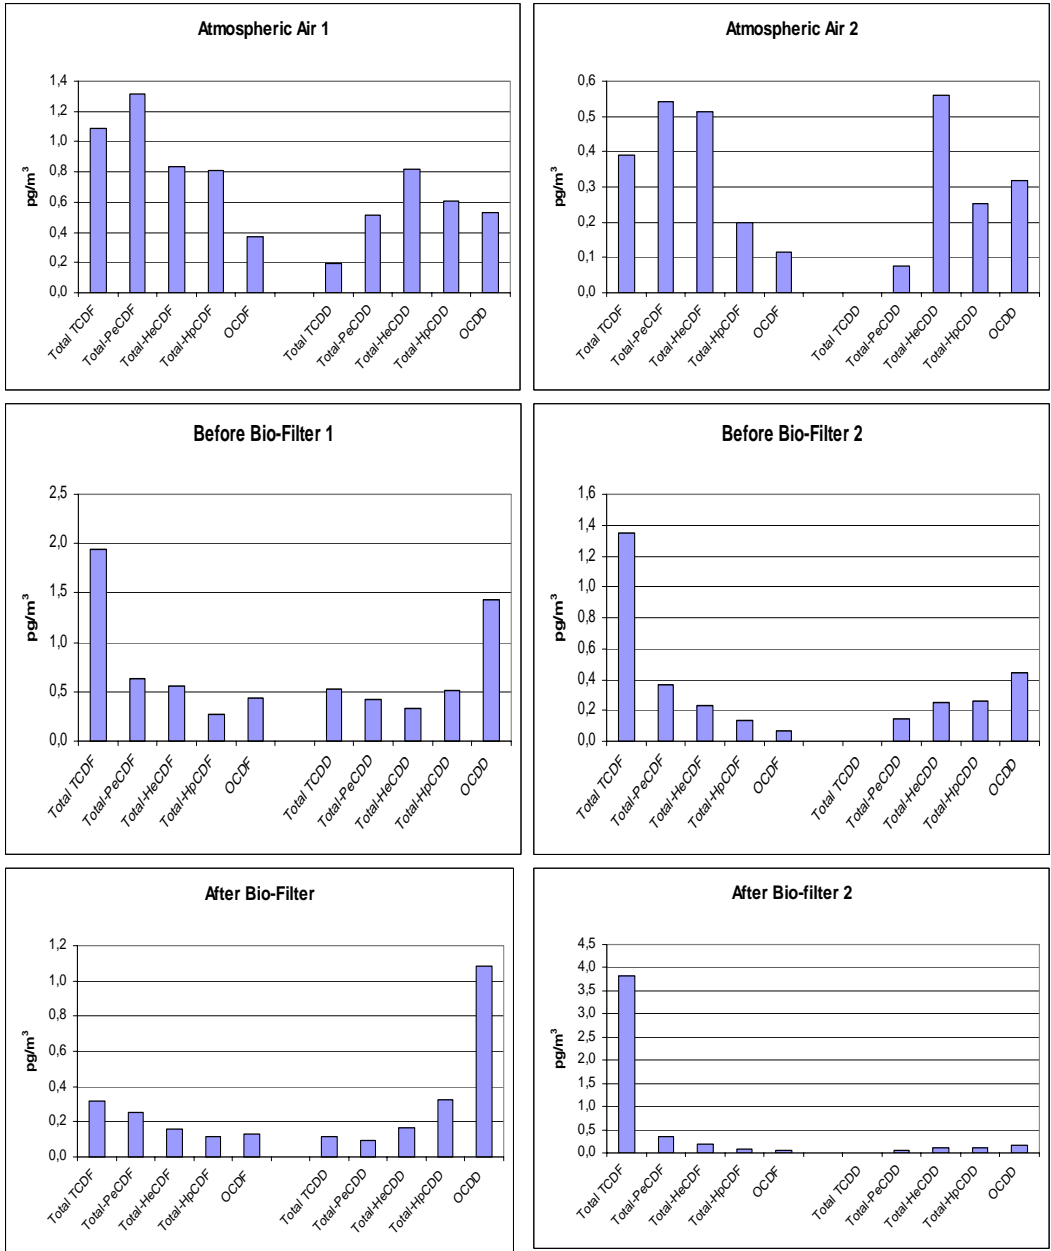 Atmospheric Air 1
pg/m³
1,4
1,2
1,0
0,8
0,6
0,4
0,2
0,0
Total TCDF
Total-PeCDF
Total-HeCDF
Total-HpCDF
OCDF
Total TCDD
Total-PeCDD
Total-HeCDD
Total-HpCDD
OCDD
Atmospheric Air 2
pg/m³
0,6
0,5
0,4
0,3
0,2
0,1
0,0
Total TCDF
Total-PeCDF
Total-HeCDF
Total-HpCDF
OCDF
Total TCDD
Total-PeCDD
Total-HeCDD
Total-HpCDD
OCDD
Before Bio-Filter 1
pg/m³
2,5
2,0
1,5
1,0
0,5
0,0
Total TCDF
Total-PeCDF
Total-HeCDF
Total-HpCDF
OCDF
Total TCDD
Total-PeCDD
Total-HeCDD
Total-HpCDD
OCDD
Before Bio-Filter 2
pg/m³
1,6
1,4
1,2
1,0
0,8
0,6
0,4
0,2
0,0
Total TCDF
Total-PeCDF
Total-HeCDF
Total-HpCDF
OCDF
Total TCDD
Total-PeCDD
Total-HeCDD
Total-HpCDD
OCDD
After Bio-Filter
pg/m³
1,2
1,0
0,8
0,6
0,4
0,2
0,0
Total TCDF
Total-PeCDF
Total-HeCDF
Total-HpCDF
OCDF
Total TCDD
Total-PeCDD
Total-HeCDD
Total-HpCDD
OCDD
After Bio-filter 2
pg/m³
4,5
4,0
3,5
3,0
2,5
2,0
1,5
1,0
0,5
0,0
Total TCDF
Total-PeCDF
Total-HeCDF
Total-HpCDF
OCDF
Total TCDD
Total-PeCDD
Total-HeCDD
Total-HpCDD
OCDD